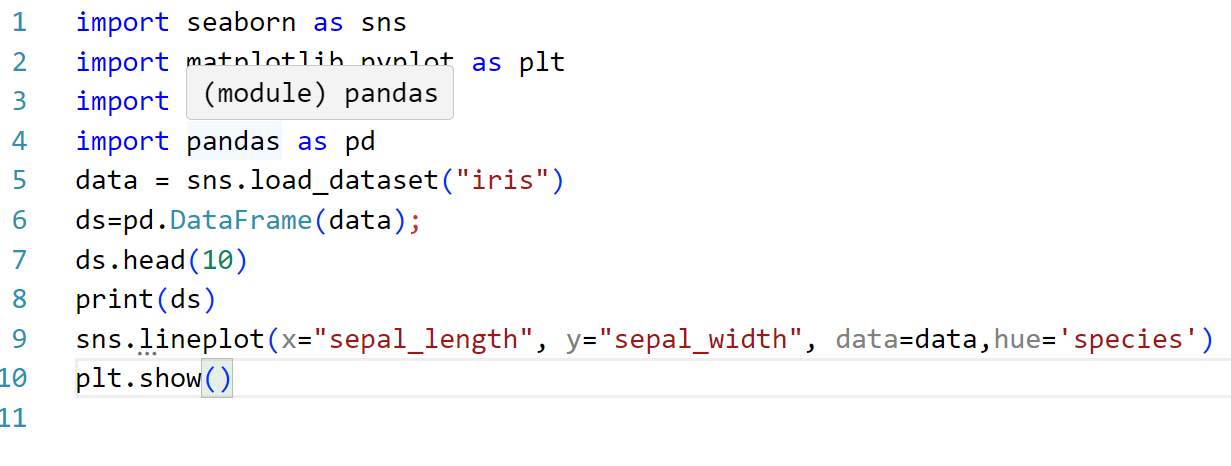 1 import seaborn as sns
2 import matplotlib.pyplot as plt
(module) pandas
3 import
4 import pandas as pd
5 data = sns.load_dataset("iris")
6 ds=pd.DataFrame(data);
7 ds.head(10)
8 print(ds)
9 sns.lineplot(x="sepal_length", y="sepal_width", data=data,hue='species')
10 plt.show()
11